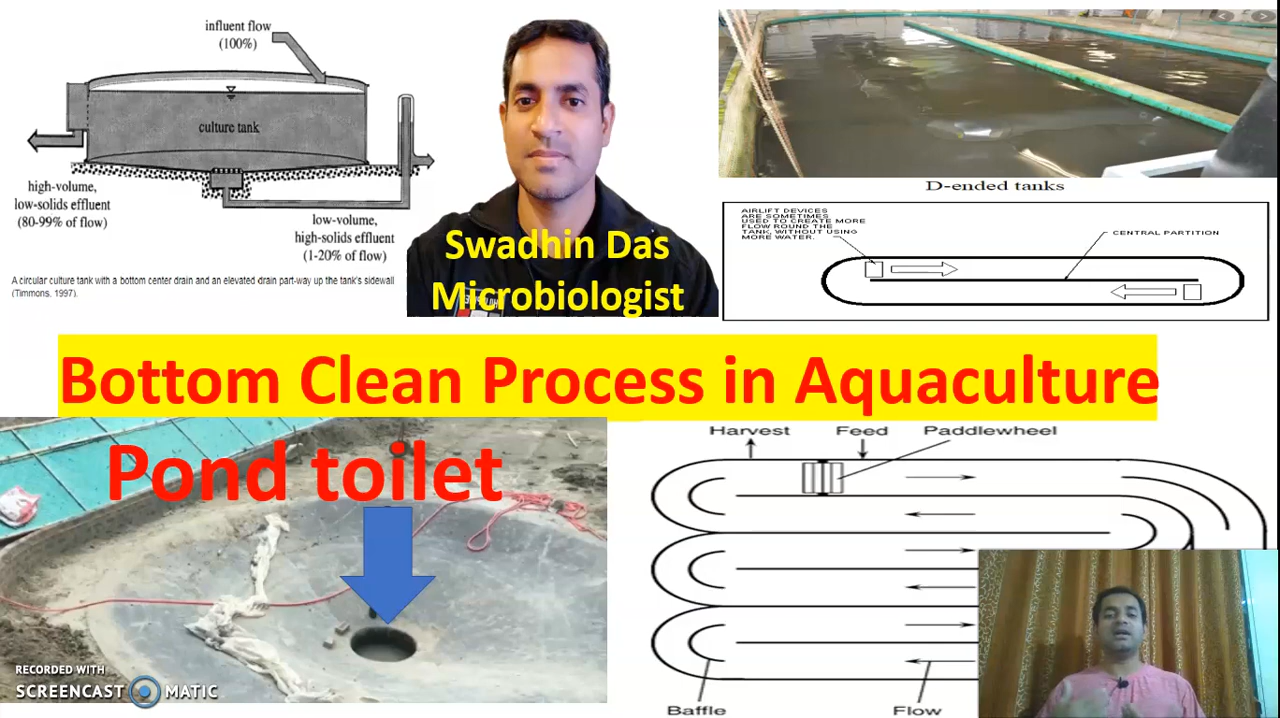 influent flow
(100%)
culture tank
high-volume,
low-solids effluent
(80-99% of flow)
low-volume,
high-solids effluent
(1-20% of flow)
A circular culture tank with a bottom center drain and an elevated drain part-way up the tank's sidewall
(Timmons, 1997).
Swadhin Das
Microbiologist
D-ended tanks
AIRLIFT DEVICES
ARE SOMETIMES
USED TO CREATE MORE
FLOW ROUND THE
TANK, WITHOUT USING
MORE WATER.
CENTRAL PARTITION
Bottom Clean Process in Aquaculture
Pond toilet
Harvest Feed Paddlewheel
Baffle Flow
RECORDED WITH
SCREENCAST MATIC